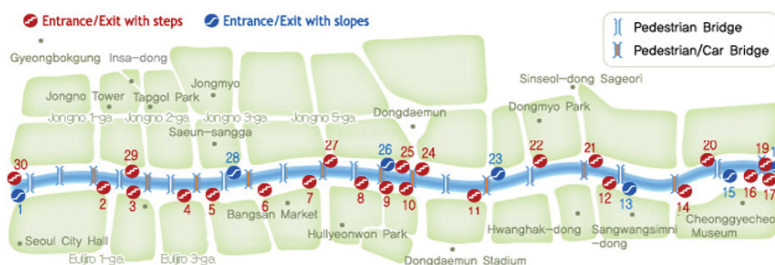 Entrance/Exit with steps
Entrance/Exit with slopes
Pedestrian Bridge
Pedestrian/Car Bridge
Gyeongbokgung
Insa-dong
Jongmyo
Sinseol-dong Sageori
Jongno Tower
Tapgol Park
Dongdaemun
Dongmyo Park
Jongno 1-ga
Jongno 2-ga
Jongno 3-ga
Jongno 5-ga
Saeun-sangga
30
29
28
27
26
25
24
23
22
21
20
19
1
2
3
4
5
6
7
8
9
10
11
12
13
14
15
16
17
Bangsan Market
Hullyeonwon Park
Hwanghak-dong
Sangwangsimni
-dong
Cheonggyecheo
Museum
Seoul City Hall
Euljiro 1-ga
Euljiro 3-ga
Dongdaemun Stadium